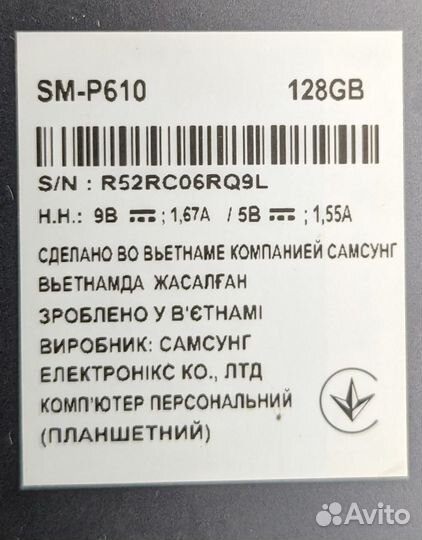 SM-P610 128GB
S/N : R52RC06RQ9L
Н.Н.: 9В ⎓ ; 1,67А / 5В ⎓ ; 1,55А
СДЕЛАНО ВО ВЬЕТНАМЕ КОМПАНИЕЙ САМСУНГ
ВЬЕТНАМДА ЖАСАЛҒАН
ЗРОБЛЕНО У В'ЄТНАМІ
ВИРОБНИК: САМСУНГ
ЕЛЕКТРОНІКС КО., ЛТД
КОМП'ЮТЕР ПЕРСОНАЛЬНИЙ
(ПЛАНШЕТНИЙ)
Avito